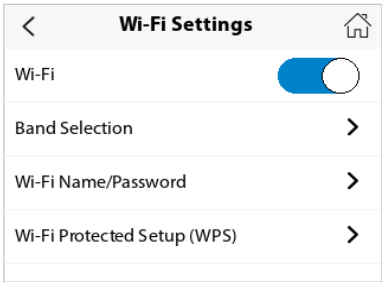 Wi-Fi Settings
Wi-Fi
Band Selection
Wi-Fi Name/Password
Wi-Fi Protected Setup (WPS)